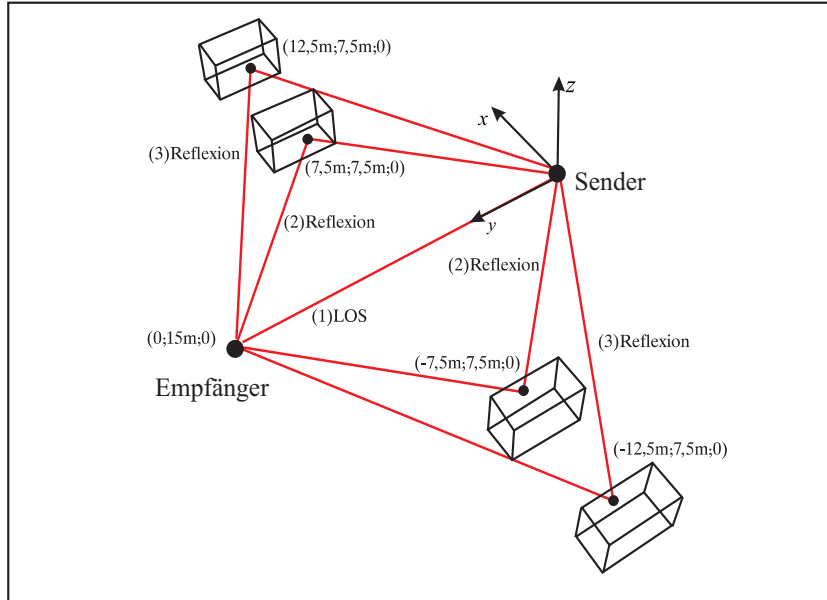 (12,5m;7,5m;0)
z
x
(3)Reflexion
(7,5m;7,5m;0)
Sender
(2)Reflexion
y
(2)Reflexion
(1)LOS
(0;15m;0)
(3)Reflexion
(-7,5m;7,5m;0)
Empfänger
(-12,5m;7,5m;0)